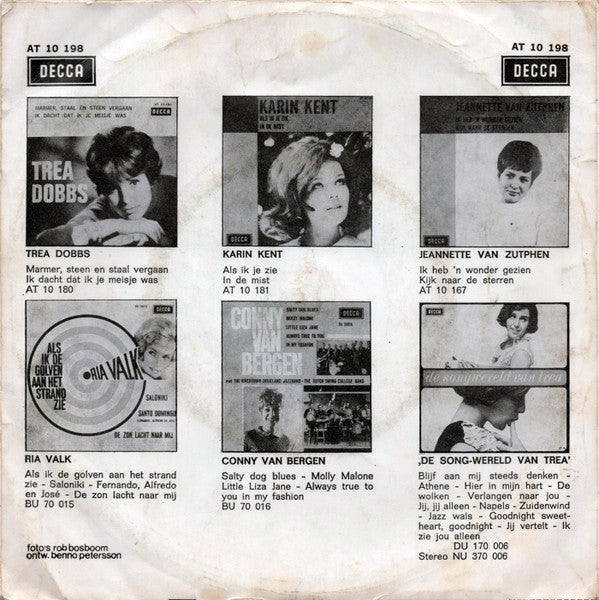 AT 10 198
AT 10 198
DECCA
DECCA
MARMER, STAAL EN STEEN VERGAAN
IK DACHT DAT IK JE MEISJE WAS
DECCA
TREA
DOBBS
TREA DOBBS
Marmer, steen en staal vergaan
Ik dacht dat ik je meisje was
AT 10 180
KARIN KENT
ALS IK JE ZIE
IN DE MIST
DECCA
KARIN KENT
Als ik je zie
In de mist
AT 10 181
JEANNETTE VAN ZUTPHEN
IK HEB 'N WONDER GEZIEN
KIJK NAAR DE STERREN
DECCA
JEANNETTE VAN ZUTPHEN
Ik heb 'n wonder gezien
Kijk naar de sterren
AT 10 167
DECCA
ALS
IK DE
GOLVEN
AAN HET
STRAND
ZIE
RIA VALK
SALONIKI
SANTO DOMINGO
DE ZON LACHT NAAR MIJ
RIA VALK
Als ik de golven aan het strand
zie - Saloniki - Fernando, Alfredo
en José - De zon lacht naar mij
BU 70 015
CONNY
VAN
BERGEN
SALTY DOG BLUES
MOLLY MALONE
LITTLE LIZA JANE
ALWAYS TRUE TO YOU
IN MY FASHION
DECCA
CONNY VAN BERGEN
Salty dog blues - Molly Malone
Little Liza Jane - Always true to
you in my fashion
BU 70 016
DECCA
de songwereld van trea
‚DE SONG-WERELD VAN TREA'
Blijf aan mij steeds denken -
Athene - Hier in mijn hart - De
wolken - Verlangen naar jou -
Jij, jij alleen - Napels - Zuidenwind
- Jazz wals - Goodnight sweet-
heart, goodnight - Jij vertelt - Ik
zie jou alleen
DU 170 006
Stereo NU 370 006
foto's rob bosboom
ontw. benno petersson